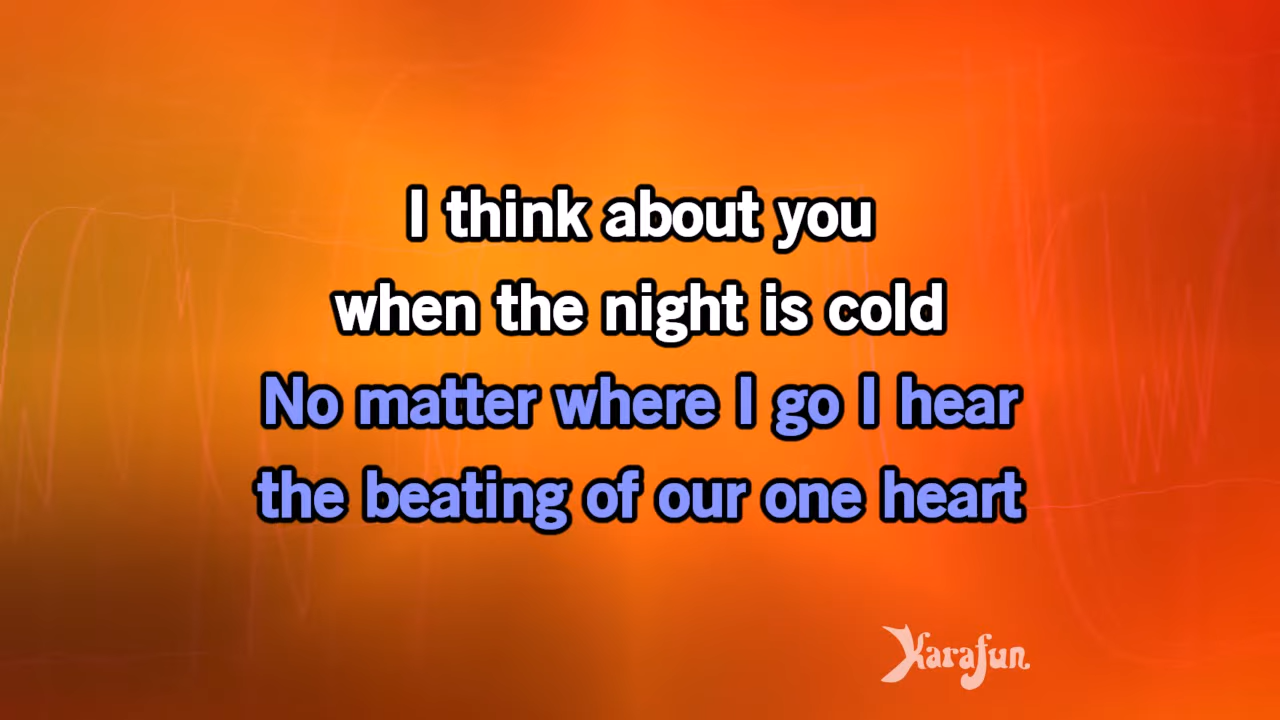 I think about you
when the night is cold
No matter where I go I hear
the beating of our one heart
Karafun